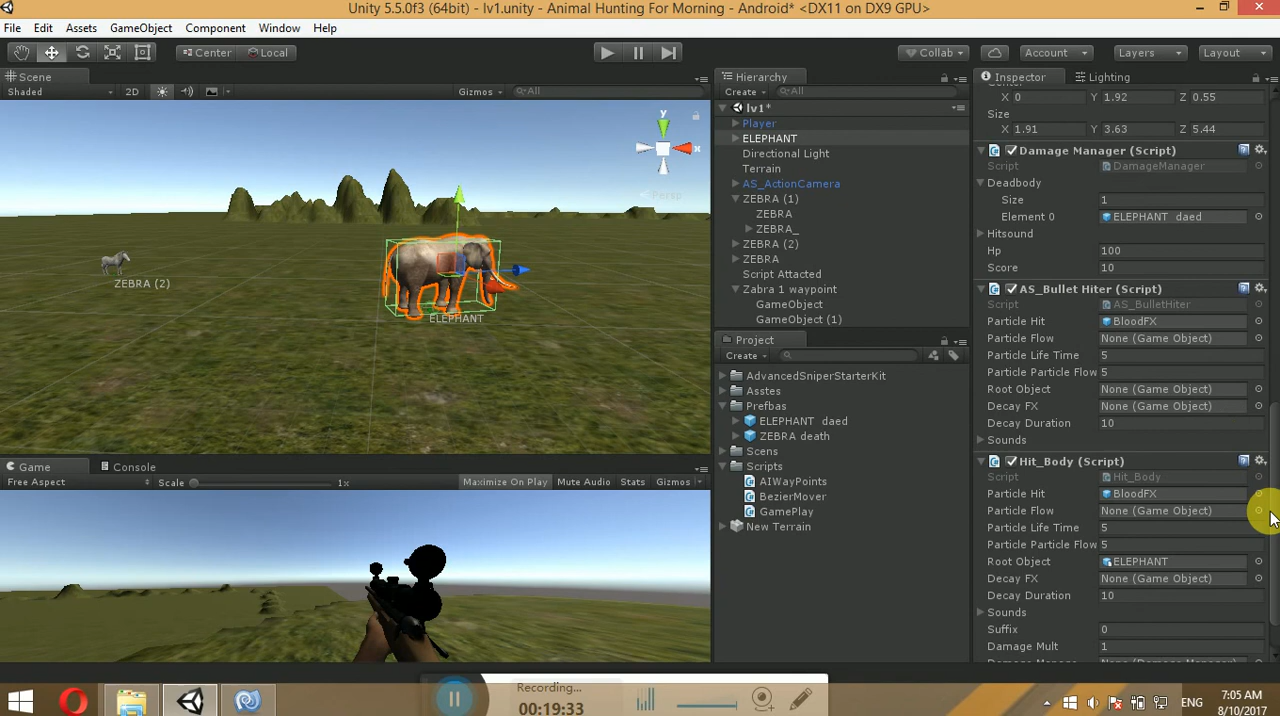 Unity 5.5.0f3 (64bit) - lv1.unity - Animal Hunting For Morning - Android* <DX11 on DX9 GPU>
File Edit Assets GameObject Component Window Help
Center Local Collab Account Layers Layout
Scene
Shaded 2D Gizmos All
y
x
Persp
ZEBRA (2)
ELEPHANT
Game Console
Free Aspect Scale 1x Maximize On Play Mute Audio Stats Gizmos
Hierarchy
Create All
lv1*
Player
ELEPHANT
Directional Light
Terrain
AS_ActionCamera
ZEBRA (1)
ZEBRA
ZEBRA_
ZEBRA (2)
ZEBRA
Script Attacted
Zabra 1 waypoint
GameObject
GameObject (1)
Project
Create
AdvancedSniperStarterKit
Asstes
Prefbas
ELEPHANT daed
ZEBRA death
Scens
Scripts
AIWayPoints
BezierMover
GamePlay
New Terrain
Inspector Lighting
X 0 Y 1.92 Z 0.55
Size
X 1.91 Y 3.63 Z 5.44
Damage Manager (Script)
Script DamageManager
Deadbody
Size 1
Element 0 ELEPHANT daed
Hitsound
Hp 100
Score 10
AS_Bullet Hiter (Script)
Script AS_BulletHiter
Particle Hit BloodFX
Particle Flow None (Game Object)
Particle Life Time 5
Particle Particle Flow 5
Root Object None (Game Object)
Decay FX None (Game Object)
Decay Duration 10
Sounds
Hit_Body (Script)
Script Hit_Body
Particle Hit BloodFX
Particle Flow None (Game Object)
Particle Life Time 5
Particle Particle Flow 5
Root Object ELEPHANT
Decay FX None (Game Object)
Decay Duration 10
Sounds
Suffix 0
Damage Mult 1
Recording...
00:19:33
ENG
7:05 AM
8/10/2017